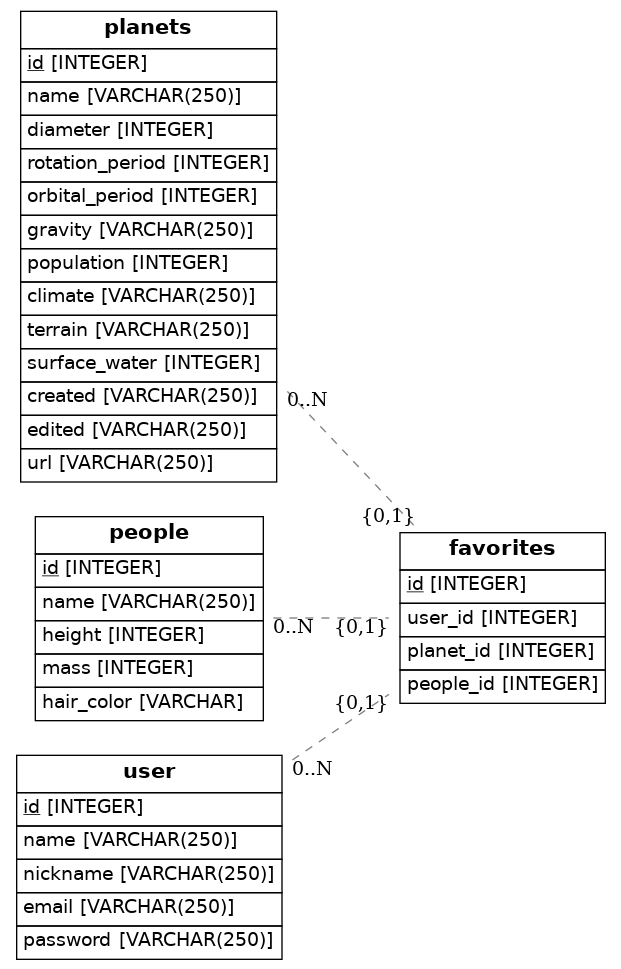 planets
id [INTEGER]
name [VARCHAR(250)]
diameter [INTEGER]
rotation_period [INTEGER]
orbital_period [INTEGER]
gravity [VARCHAR(250)]
population [INTEGER]
climate [VARCHAR(250)]
terrain [VARCHAR(250)]
surface_water [INTEGER]
created [VARCHAR(250)]
edited [VARCHAR(250)]
url [VARCHAR(250)]
0..N
{0,1}
people
id [INTEGER]
name [VARCHAR(250)]
height [INTEGER]
mass [INTEGER]
hair_color [VARCHAR]
0..N
{0,1}
favorites
id [INTEGER]
user_id [INTEGER]
planet_id [INTEGER]
people_id [INTEGER]
{0,1}
0..N
user
id [INTEGER]
name [VARCHAR(250)]
nickname [VARCHAR(250)]
email [VARCHAR(250)]
password [VARCHAR(250)]